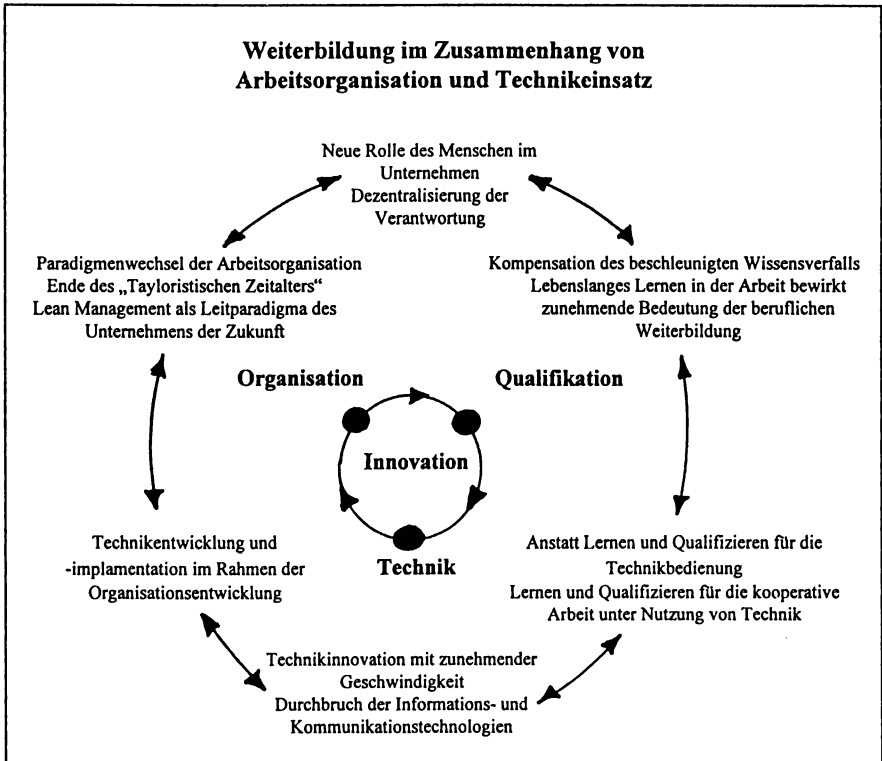 Weiterbildung im Zusammenhang von
Arbeitsorganisation und Technikeinsatz
Neue Rolle des Menschen im
Unternehmen
Dezentralisierung der
Verantwortung
Paradigmenwechsel der Arbeitsorganisation
Ende des „Tayloristischen Zeitalters“
Lean Management als Leitparadigma des
Unternehmens der Zukunft
Kompensation des beschleunigten Wissensverfalls
Lebenslanges Lernen in der Arbeit bewirkt
zunehmende Bedeutung der beruflichen
Weiterbildung
Organisation
Qualifikation
Innovation
Technik
Technikentwicklung und
-implamentation im Rahmen der
Organisationsentwicklung
Anstatt Lernen und Qualifizieren für die
Technikbedienung
Lernen und Qualifizieren für die kooperative
Arbeit unter Nutzung von Technik
Technikinnovation mit zunehmender
Geschwindigkeit
Durchbruch der Informations- und
Kommunikationstechnologien